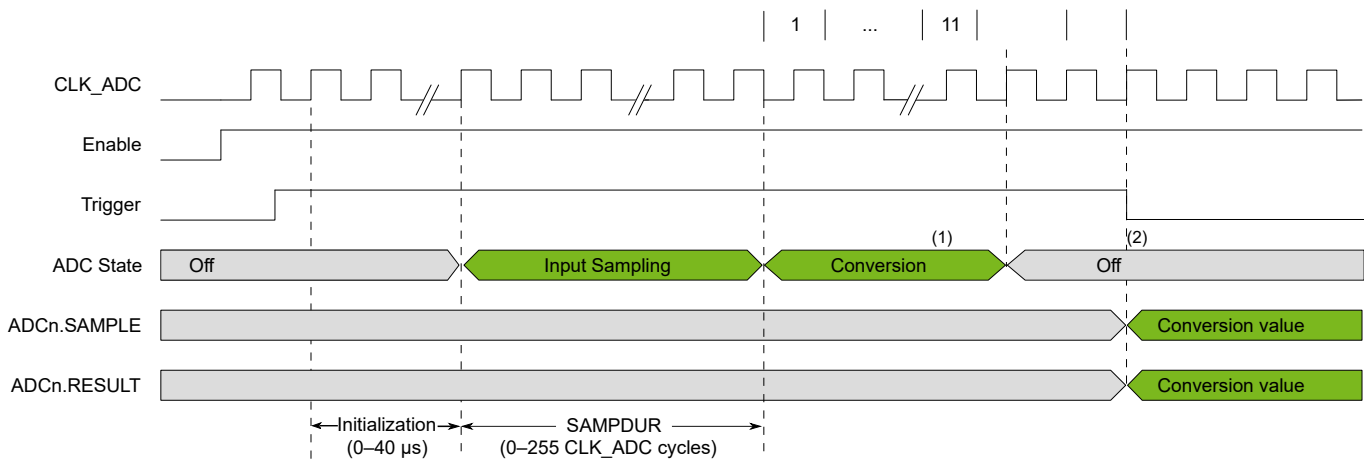 1 ... 11
CLK_ADC
Enable
Trigger
(1) (2)
ADC State Off Input Sampling Conversion Off
ADCn.SAMPLE Conversion value
ADCn.RESULT Conversion value
Initialization SAMPDUR
(0–40 µs) (0–255 CLK_ADC cycles)